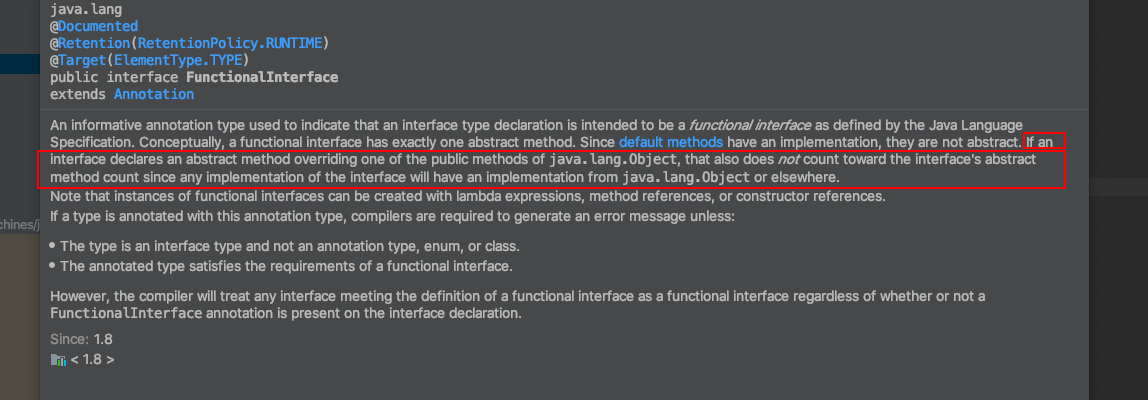 java.lang
@Documented
@Retention(RetentionPolicy.RUNTIME)
@Target(ElementType.TYPE)
public interface FunctionalInterface
extends Annotation
An informative annotation type used to indicate that an interface type declaration is intended to be a functional interface as defined by the Java Language
Specification. Conceptually, a functional interface has exactly one abstract method. Since default methods have an implementation, they are not abstract. If an
interface declares an abstract method overriding one of the public methods of java.lang.Object, that also does not count toward the interface's abstract
method count since any implementation of the interface will have an implementation from java.lang.Object or elsewhere.
Note that instances of functional interfaces can be created with lambda expressions, method references, or constructor references.
If a type is annotated with this annotation type, compilers are required to generate an error message unless:
chines/j
• The type is an interface type and not an annotation type, enum, or class.
• The annotated type satisfies the requirements of a functional interface.
However, the compiler will treat any interface meeting the definition of a functional interface as a functional interface regardless of whether or not a
FunctionalInterface annotation is present on the interface declaration.
Since: 1.8
< 1.8 >